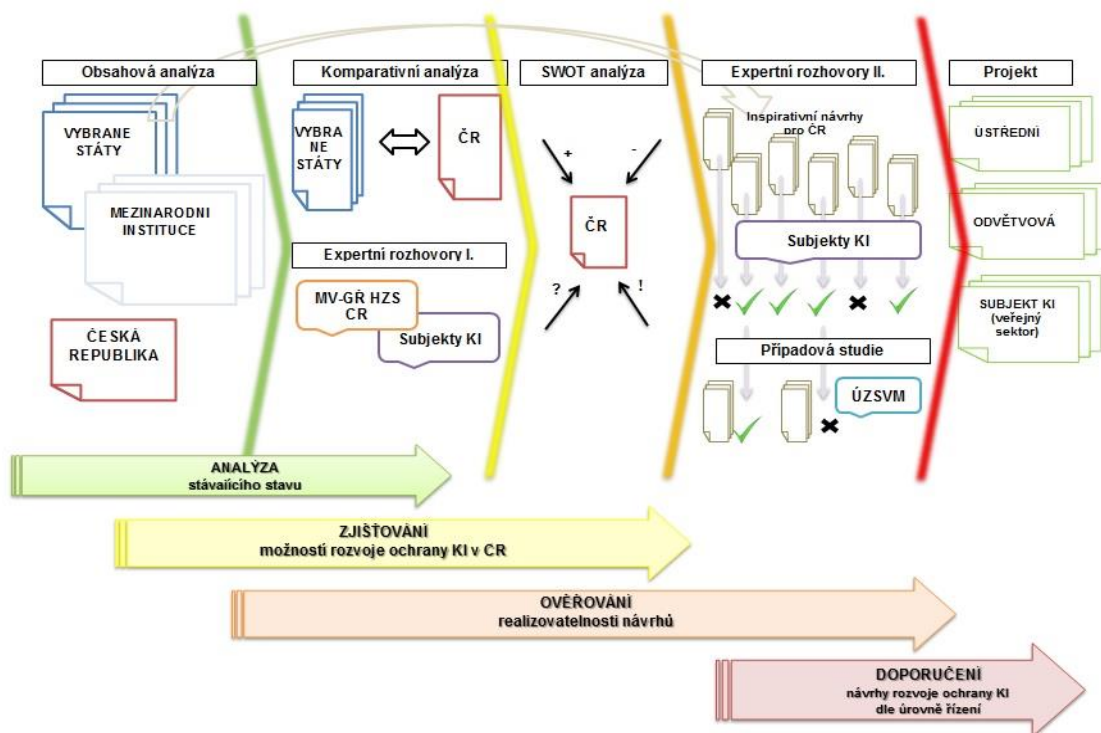 Obsahová analýza
VYBRANE
STÁTY
MEZINARODNI
INSTITUCE
ČESKÁ
REPUBLIKA
Komparativní analýza
VYBRA
NE
STÁTY
ČR
Expertní rozhovory I.
MV-GŘ HZS
CR
Subjekty KI
SWOT analýza
+
-
ČR
?
!
Expertní rozhovory II.
Inspirativní návrhy
pro ČR
Subjekty KI
Případová studie
ÚZSVM
Projekt
USTŘEDNÍ
ODVĚTVOVÁ
SUBJEKT KI
(veřejný
sektor)
ANALÝZA
stávajícího stavu
ZJIŠŤOVÁNÍ
možností rozvoje ochrany KI v CR
OVĚŘOVÁNÍ
realizovatelnosti návrhů
DOPORUČENÍ
návrhy rozvoje ochrany KI
dle úrovně řízení